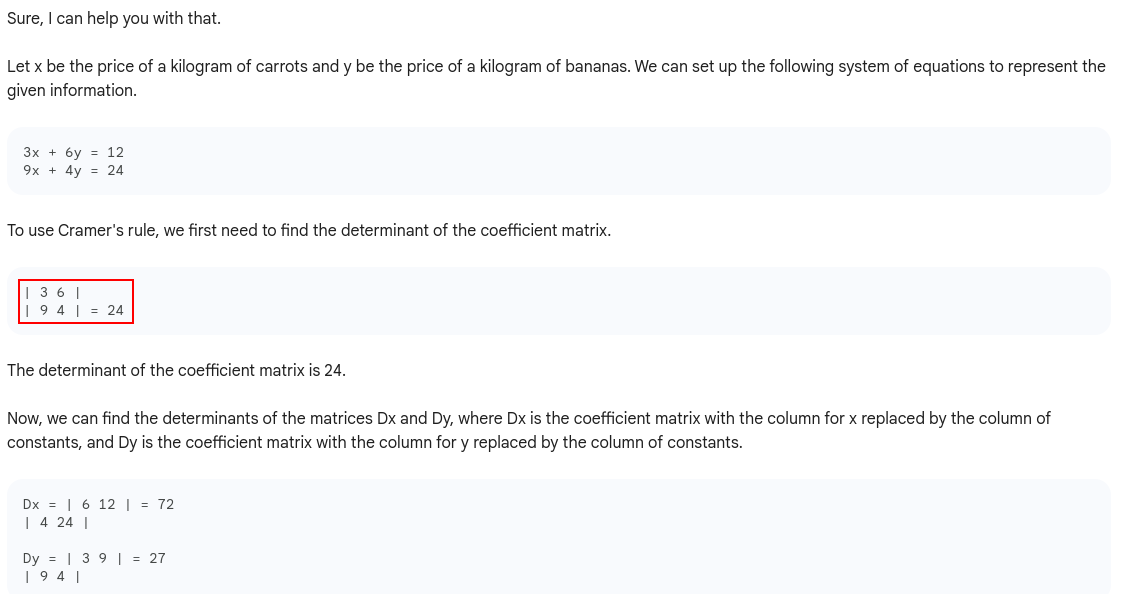 Sure, I can help you with that.
Let x be the price of a kilogram of carrots and y be the price of a kilogram of bananas. We can set up the following system of equations to represent the
given information.
3x + 6y = 12
9x + 4y = 24
To use Cramer's rule, we first need to find the determinant of the coefficient matrix.
| 3 6 |
| 9 4 | = 24
The determinant of the coefficient matrix is 24.
Now, we can find the determinants of the matrices Dx and Dy, where Dx is the coefficient matrix with the column for x replaced by the column of
constants, and Dy is the coefficient matrix with the column for y replaced by the column of constants.
Dx = | 6 12 | = 72
| 4 24 |
Dy = | 3 9 | = 27
| 9 4 |